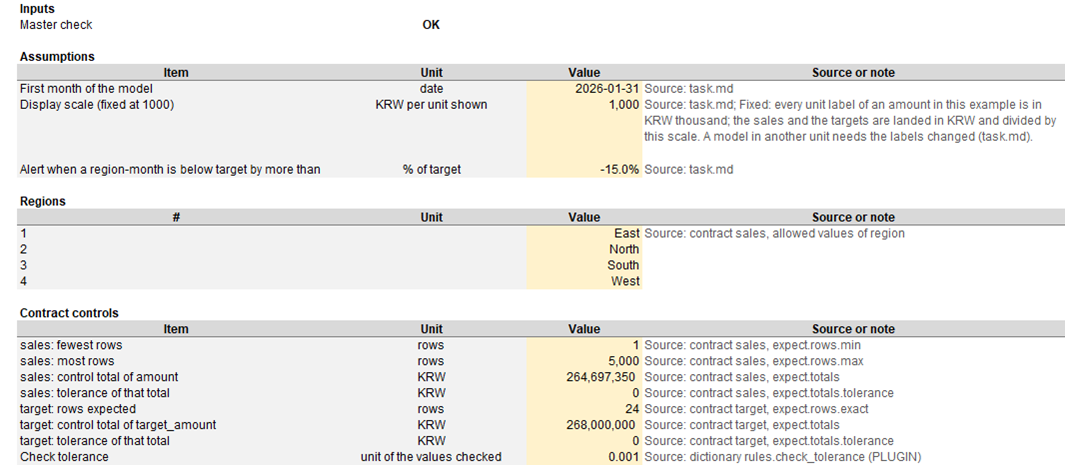 Inputs
Master check OK
Assumptions
Item Unit Value Source or note
First month of the model date 2026-01-31 Source: task.md
Display scale (fixed at 1000) KRW per unit shown 1,000 Source: task.md; Fixed: every unit label of an amount in this example is in
KRW thousand; the sales and the targets are landed in KRW and divided by
this scale. A model in another unit needs the labels changed (task.md).
Alert when a region-month is below target by more than % of target -15.0% Source: task.md
Regions
# Unit Value Source or note
1 East Source: contract sales, allowed values of region
2 North
3 South
4 West
Contract controls
Item Unit Value Source or note
sales: fewest rows rows 1 Source: contract sales, expect.rows.min
sales: most rows rows 5,000 Source: contract sales, expect.rows.max
sales: control total of amount KRW 264,697,350 Source: contract sales, expect.totals
sales: tolerance of that total KRW 0 Source: contract sales, expect.totals.tolerance
target: rows expected rows 24 Source: contract target, expect.rows.exact
target: control total of target_amount KRW 268,000,000 Source: contract target, expect.totals
target: tolerance of that total KRW 0 Source: contract target, expect.totals.tolerance
Check tolerance unit of the values checked 0.001 Source: dictionary rules.check_tolerance (PLUGIN)